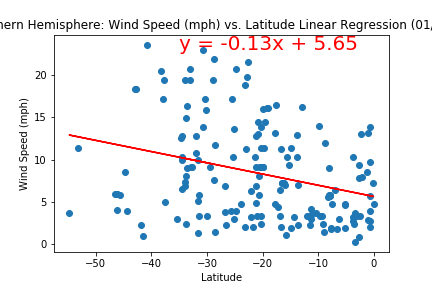 ern Hemisphere: Wind Speed (mph) vs. Latitude Linear Regression (01/
y = -0.13x + 5.65
20
15
10
5
0
Wind Speed (mph)
−50 −40 −30 −20 −10 0
Latitude